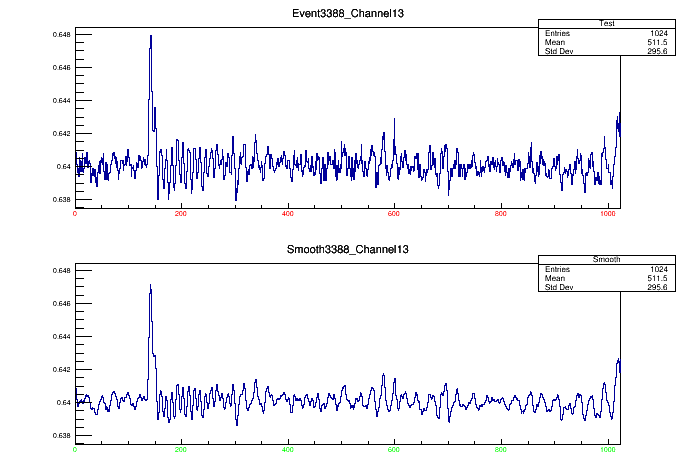 Event3388_Channel13
Test
Entries 1024
Mean 511.5
Std Dev 295.6
0.648
0.646
0.644
0.642
0.64
0.638
0 200 400 600 800 1000
Smooth3388_Channel13
Smooth
Entries 1024
Mean 511.5
Std Dev 295.6
0.648
0.646
0.644
0.642
0.64
0.638
0 200 400 600 800 1000